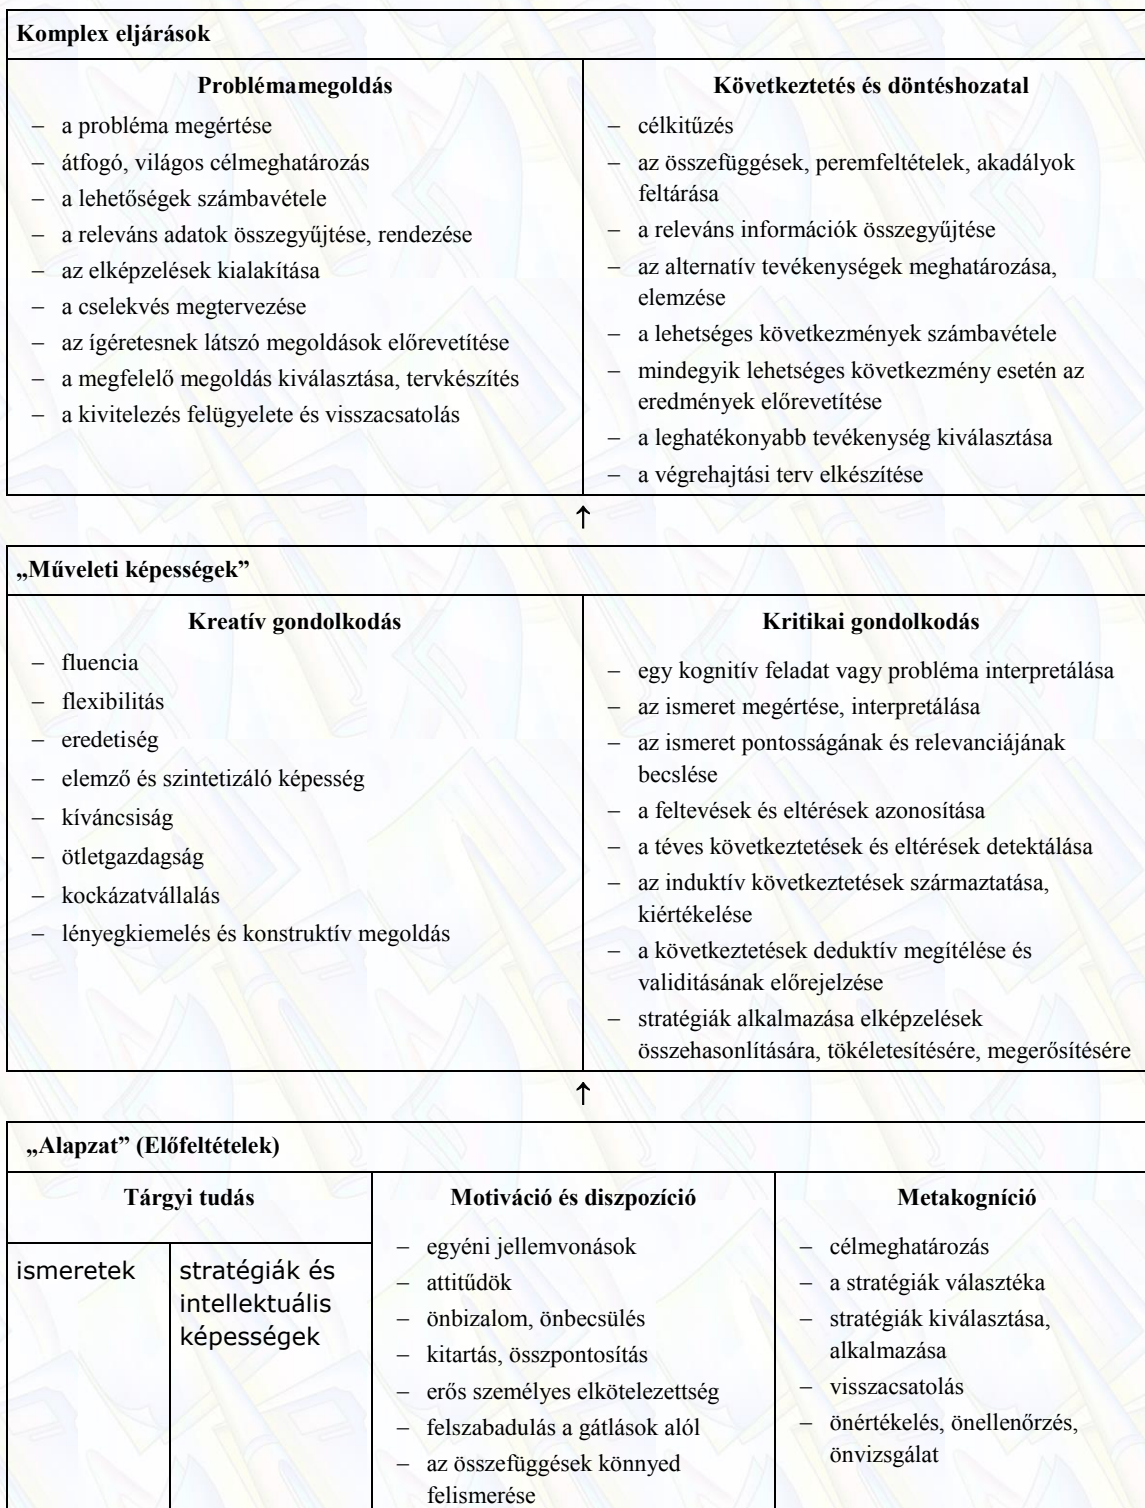 Komplex eljárások
Problémamegoldás
– a probléma megértése
– átfogó, világos célmeghatározás
– a lehetőségek számbavétele
– a releváns adatok összegyűjtése, rendezése
– az elképzelések kialakítása
– a cselekvés megtervezése
– az ígéretesnek látszó megoldások előrevetítése
– a megfelelő megoldás kiválasztása, tervkészítés
– a kivitelezés felügyelete és visszacsatolás
Következtetés és döntéshozatal
– célkitűzés
– az összefüggések, peremfeltételek, akadályok
feltárása
– a releváns információk összegyűjtése
– az alternatív tevékenységek meghatározása,
elemzése
– a lehetséges következmények számbavétele
– mindegyik lehetséges következmény esetén az
eredmények előrevetítése
– a leghatékonyabb tevékenység kiválasztása
– a végrehajtási terv elkészítése
↑
„Műveleti képességek”
Kreatív gondolkodás
– fluencia
– flexibilitás
– eredetiség
– elemző és szintetizáló képesség
– kíváncsiság
– ötletgazdagság
– kockázatvállalás
– lényegkiemelés és konstruktív megoldás
Kritikai gondolkodás
– egy kognitív feladat vagy probléma interpretálása
– az ismeret megértése, interpretálása
– az ismeret pontosságának és relevanciájának
becslése
– a feltevések és eltérések azonosítása
– a téves következtetések és eltérések detektálása
– az induktív következtetések származtatása,
kiértékelése
– a következtetések deduktív megítélése és
validitásának előrejelzése
– stratégiák alkalmazása elképzelések
összehasonlítására, tökéletesítésére, megerősítésére
↑
„Alapzat” (Előfeltételek)
Tárgyi tudás
ismeretek
stratégiák és
intellektuális
képességek
Motiváció és diszpozíció
– egyéni jellemvonások
– attitűdök
– önbizalom, önbecsülés
– kitartás, összpontosítás
– erős személyes elkötelezettség
– felszabadulás a gátlások alól
– az összefüggések könnyed
felismerése
Metakogníció
– célmeghatározás
– a stratégiák választéka
– stratégiák kiválasztása,
alkalmazása
– visszacsatolás
– önértékelés, önellenőrzés,
önvizsgálat